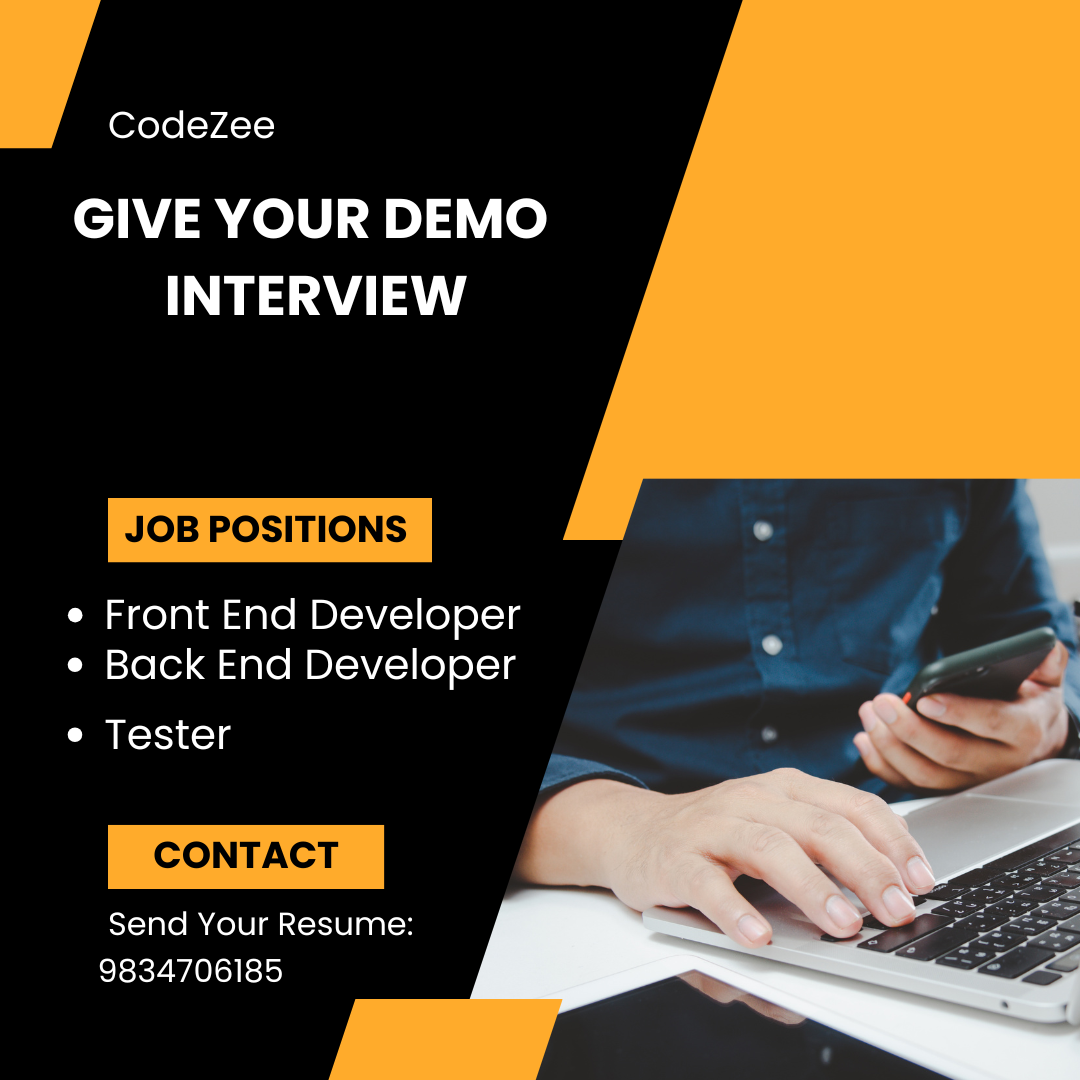 CodeZee
GIVE YOUR DEMO
INTERVIEW
JOB POSITIONS
• Front End Developer
• Back End Developer
• Tester
CONTACT
Send Your Resume:
9834706185